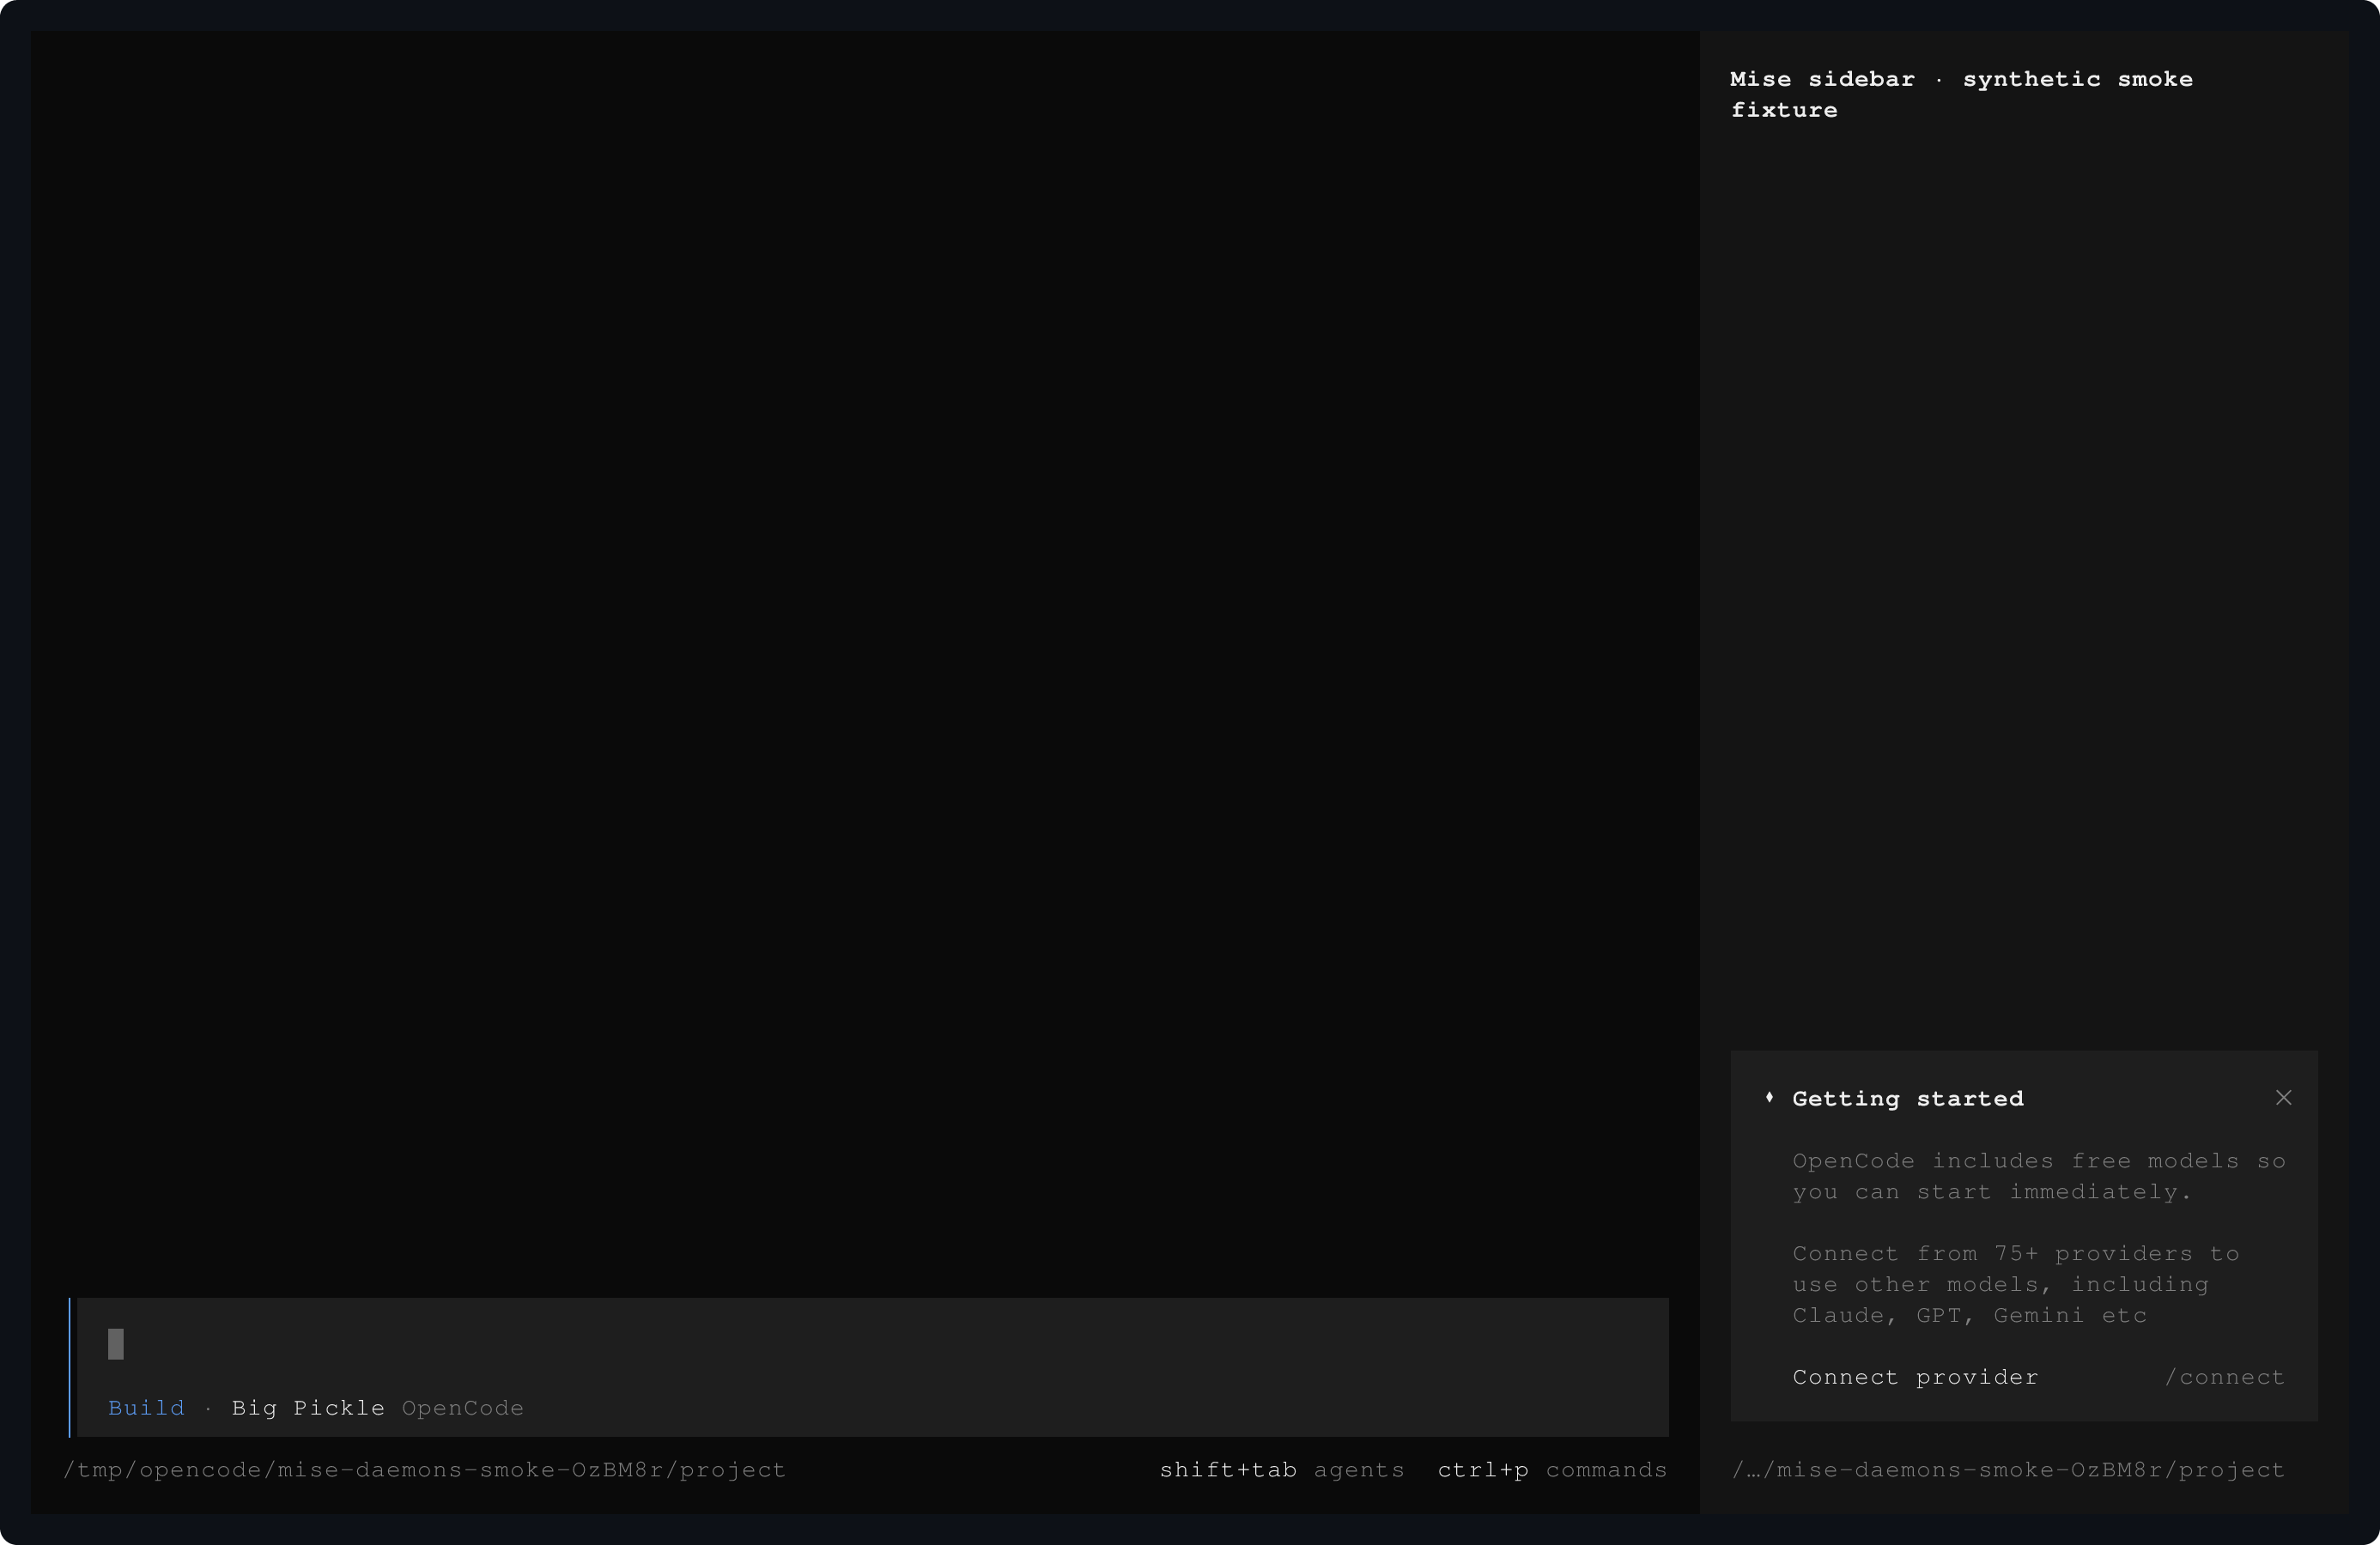 Mise sidebar · synthetic smoke
fixture
♦ Getting started ×
OpenCode includes free models so
you can start immediately.
Connect from 75+ providers to
use other models, including
Claude, GPT, Gemini etc
Connect provider /connect
Build · Big Pickle OpenCode
/tmp/opencode/mise-daemons-smoke-OzBM8r/project shift+tab agents ctrl+p commands
/…/mise-daemons-smoke-OzBM8r/project